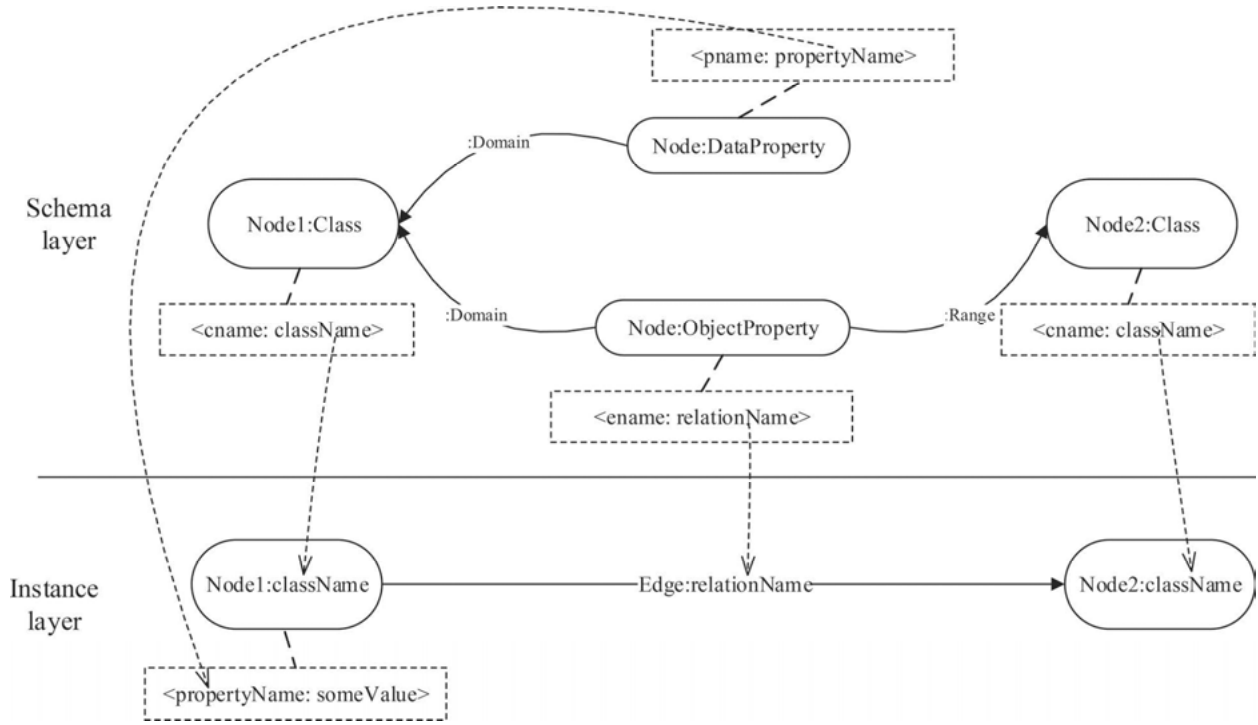 <pname: propertyName>
:Domain
Node:DataProperty
Schema
layer
Node1:Class
Node2:Class
<cname: className>
:Domain
Node:ObjectProperty
:Range
<cname: className>
<ename: relationName>
Instance
layer
Node1:className
Edge:relationName
Node2:className
<propertyName: someValue>